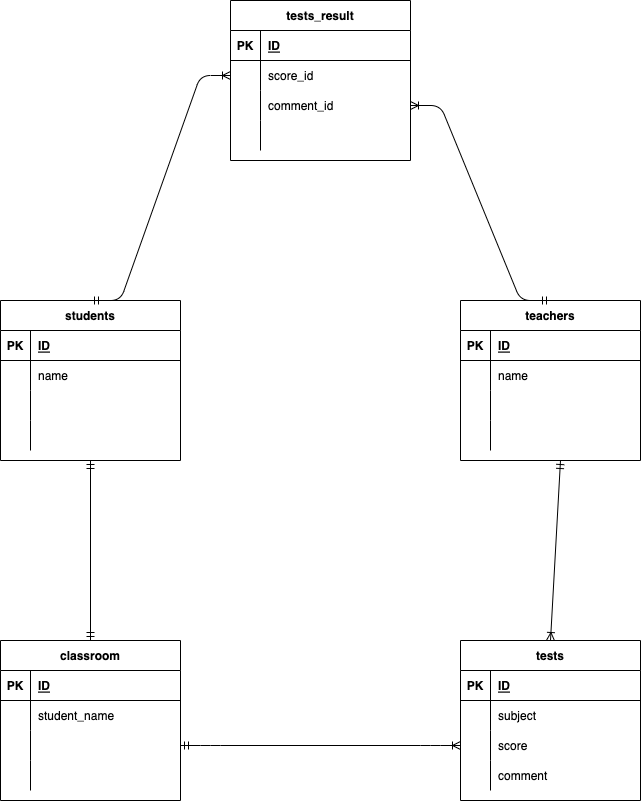 tests_result
PK ID
score_id
comment_id
students
PK ID
name
teachers
PK ID
name
classroom
PK ID
student_name
tests
PK ID
subject
score
comment